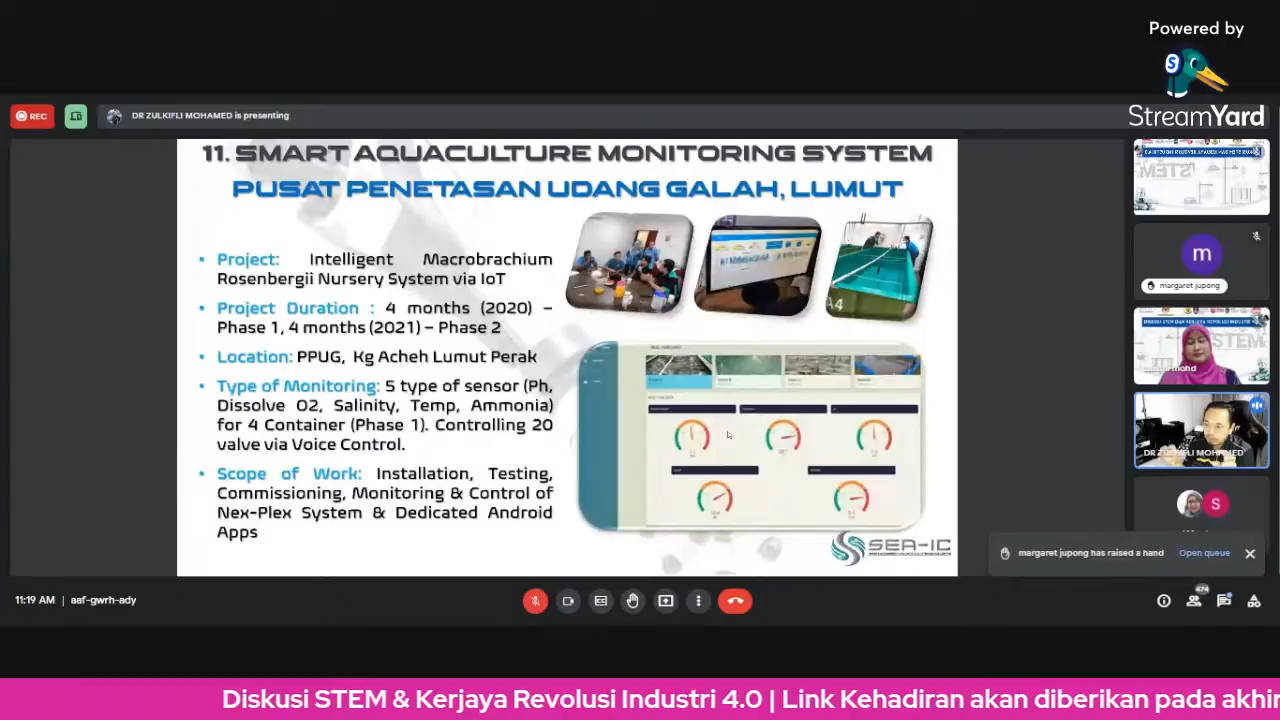 Powered by
StreamYard
REC
DR ZULKIFLI MOHAMED is presenting
11. SMART AQUACULTURE MONITORING SYSTEM
PUSAT PENETASAN UDANG GALAH, LUMUT
• Project: Intelligent Macrobrachium
Rosenbergii Nursery System via IoT
• Project Duration : 4 months (2020) –
Phase 1, 4 months (2021) – Phase 2
• Location: PPUG, Kg Acheh Lumut Perak
• Type of Monitoring: 5 type of sensor (Ph,
Dissolve O2, Salinity, Temp, Ammonia)
for 4 Container (Phase 1). Controlling 20
valve via Voice Control.
• Scope of Work: Installation, Testing,
Commissioning, Monitoring & Control of
Nex-Plex System & Dedicated Android
Apps
A4
SEA-IC
STEM
m
margaret jupong
STEM
mohd
DR ZULKIFLI MOHAMED
S
margaret jupong has raised a hand
Open queue
11:19 AM | aaf-gwrh-ady
474
Diskusi STEM & Kerjaya Revolusi Industri 4.0 | Link Kehadiran akan diberikan pada akhir